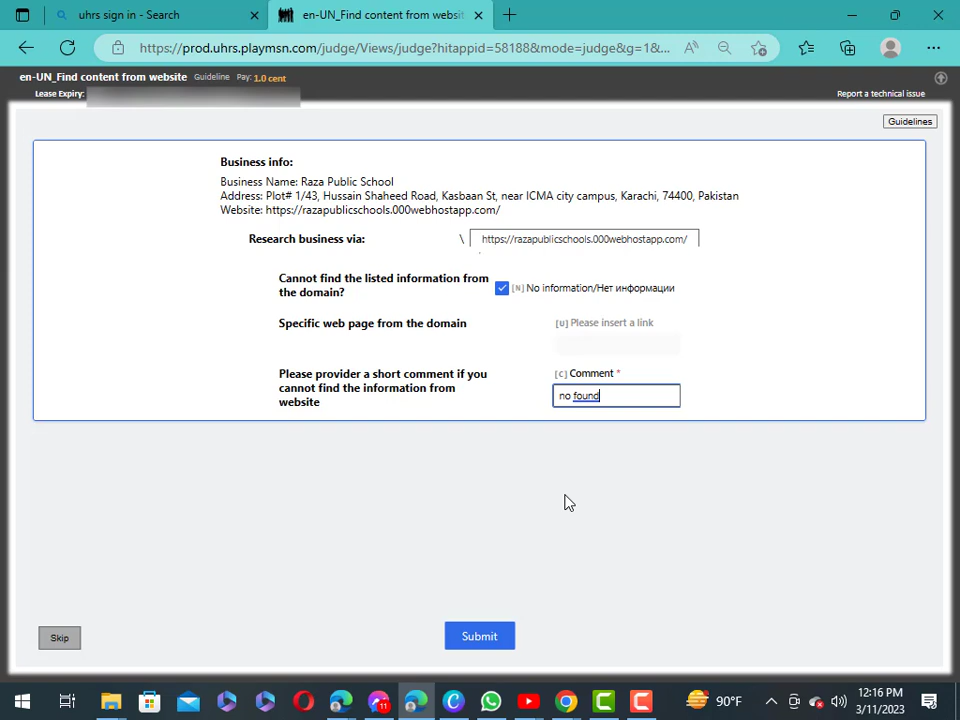 uhrs sign in - Search
en-UN_Find content from websit
https://prod.uhrs.playmsn.com/judge/Views/judge?hitappid=58188&mode=judge&g=1&...
en-UN_Find content from website Guideline Pay: 1.0 cent
Lease Expiry:
Report a technical issue
Guidelines
Business info:
Business Name: Raza Public School
Address: Plot# 1/43, Hussain Shaheed Road, Kasbaan St, near ICMA city campus, Karachi, 74400, Pakistan
Website: https://razapublicschools.000webhostapp.com/
Research business via: \ https://razapublicschools.000webhostapp.com/
Cannot find the listed information from
the domain?
[N] No information/Нет информации
Specific web page from the domain
[U] Please insert a link
Please provider a short comment if you
cannot find the information from
website
[C] Comment *
no found
Skip
Submit
11
90°F
12:16 PM
3/11/2023